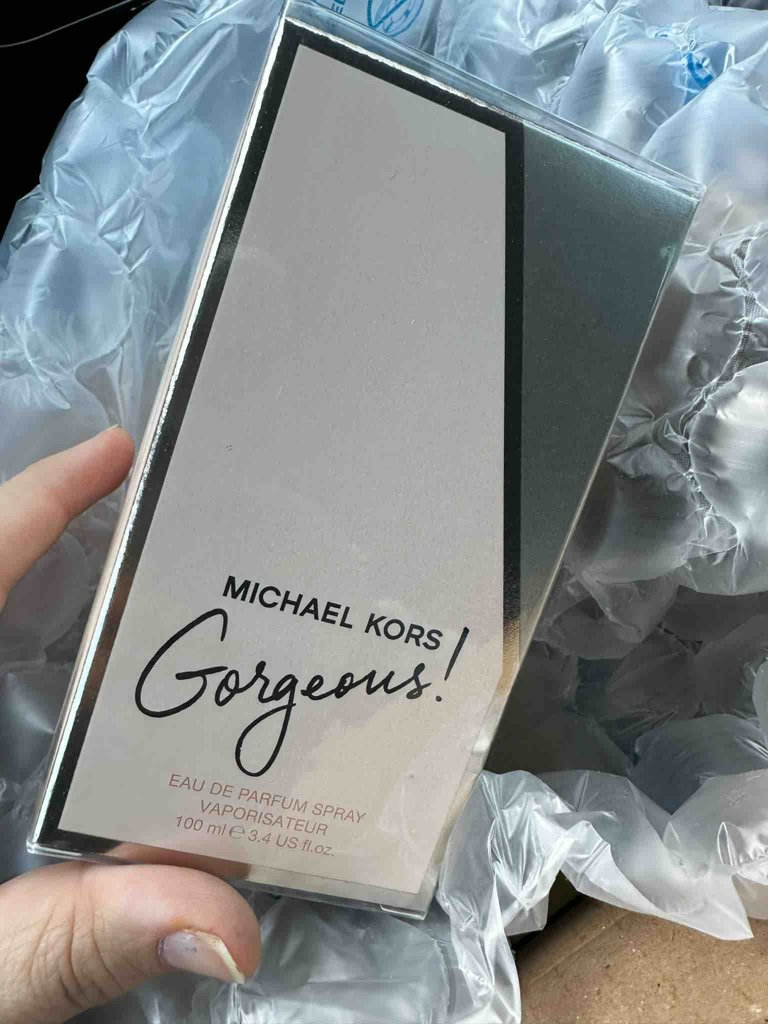 MICHAEL KORS
Gorgeous!
EAU DE PARFUM SPRAY
VAPORISATEUR
100 ml ℮ 3.4 US fl.oz.